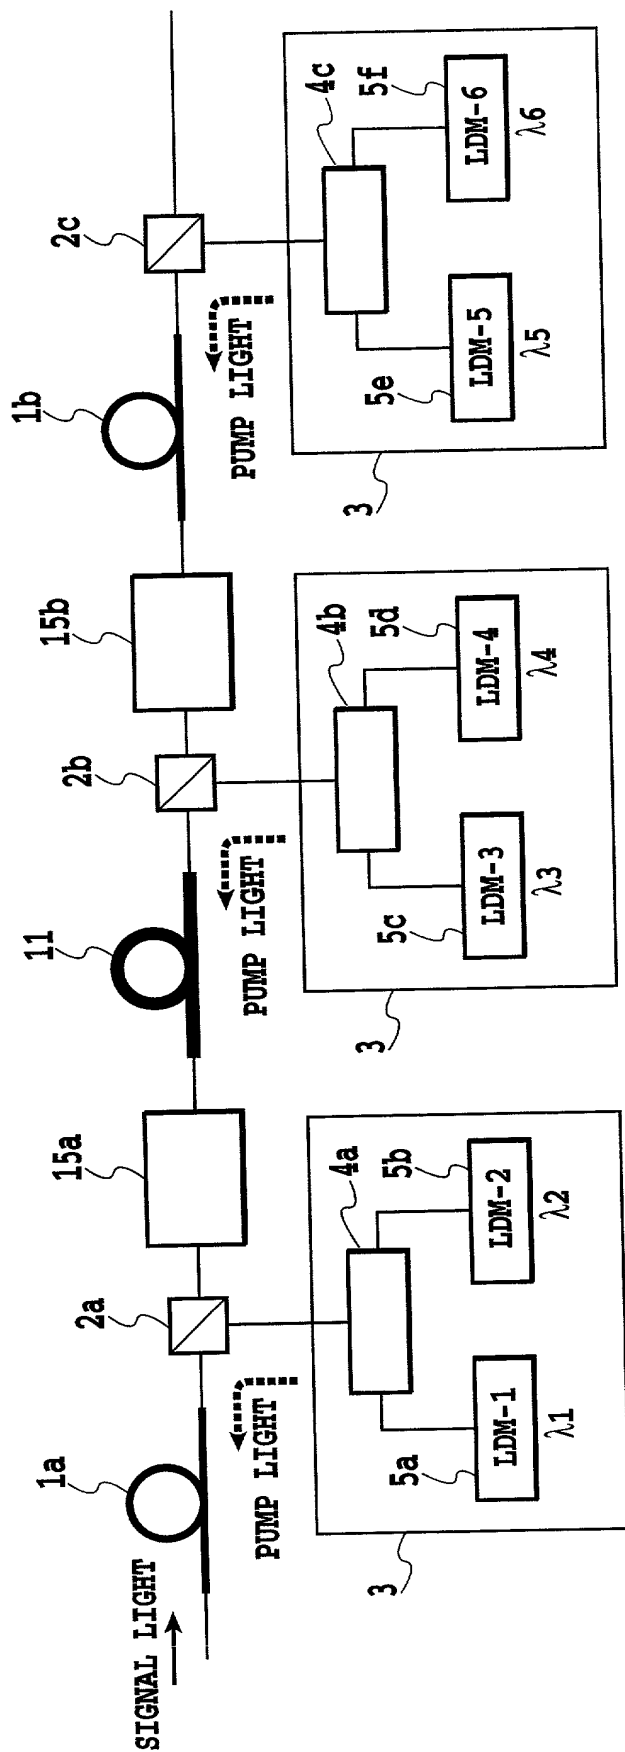 SIGNAL LIGHT
1a
2a
15a
11
2b
15b
1b
2c
PUMP LIGHT
PUMP LIGHT
PUMP LIGHT
3
4a
5a
LDM-1
λ1
5b
LDM-2
λ2
3
4b
5c
LDM-3
λ3
5d
LDM-4
λ4
3
4c
5e
LDM-5
λ5
5f
LDM-6
λ6